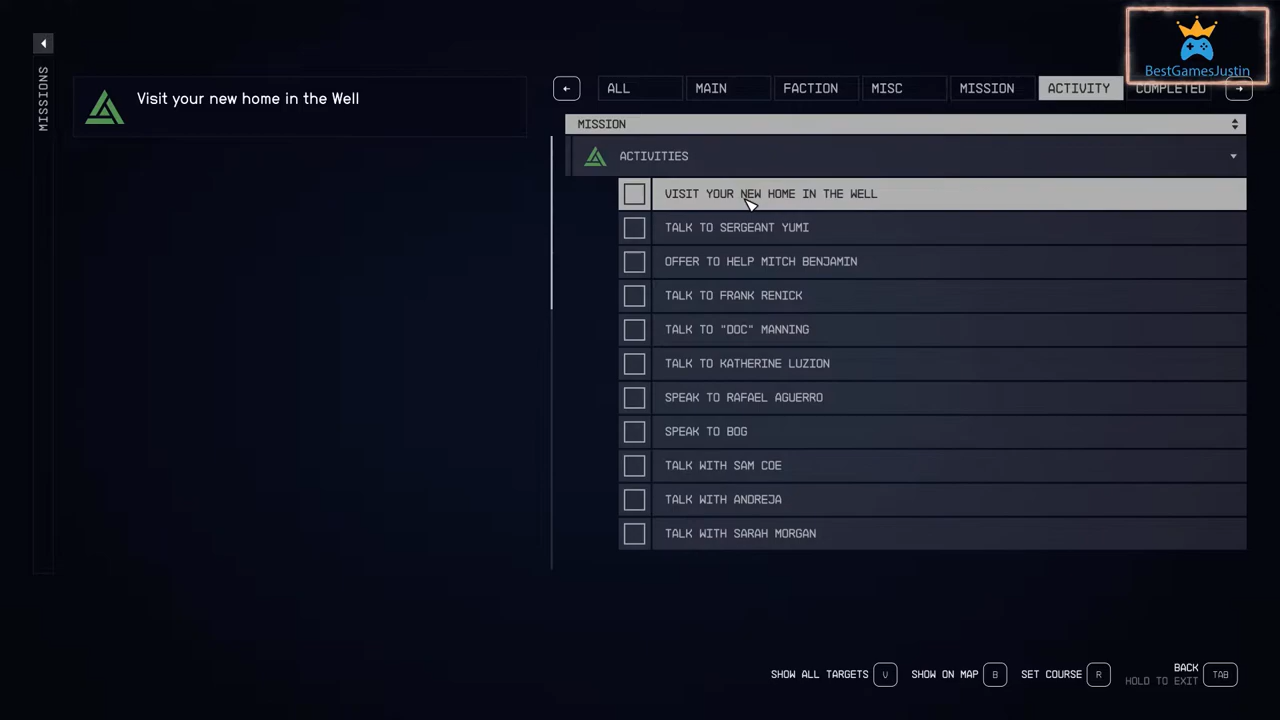 BestGamesJustin
MISSIONS
Visit your new home in the Well
ALL
MAIN
FACTION
MISC
MISSION
ACTIVITY
COMPLETED
MISSION
ACTIVITIES
VISIT YOUR NEW HOME IN THE WELL
TALK TO SERGEANT YUMI
OFFER TO HELP MITCH BENJAMIN
TALK TO FRANK RENICK
TALK TO "DOC" MANNING
TALK TO KATHERINE LUZION
SPEAK TO RAFAEL AGUERRO
SPEAK TO BOG
TALK WITH SAM COE
TALK WITH ANDREJA
TALK WITH SARAH MORGAN
SHOW ALL TARGETS V
SHOW ON MAP B
SET COURSE R
BACK
HOLD TO EXIT
TAB